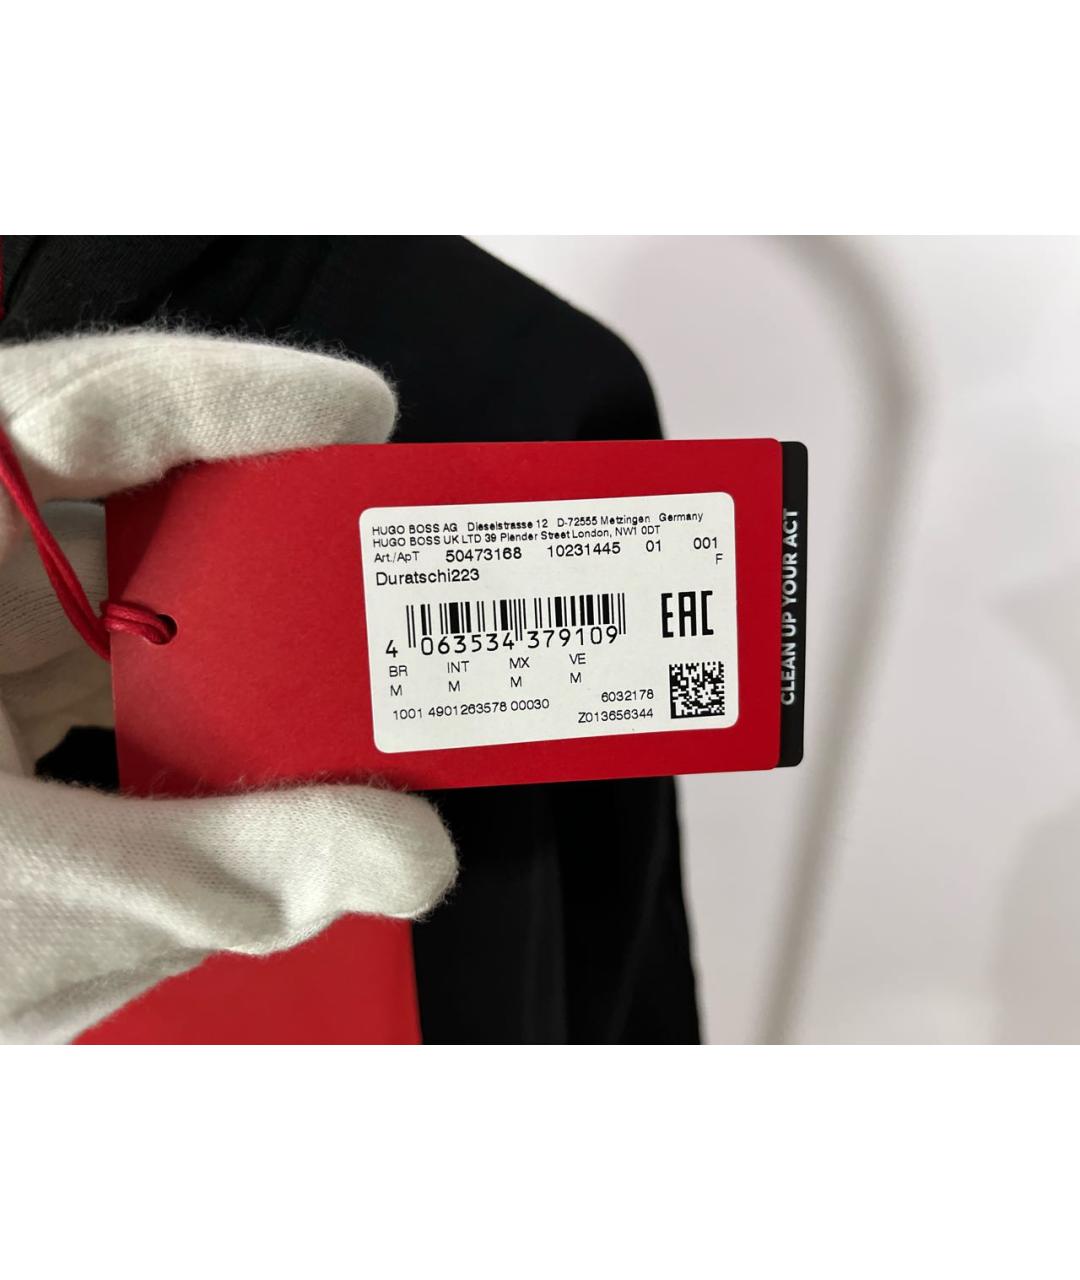 HUGO BOSS AG Dieselstrasse 12 D-72555 Metzingen Germany
HUGO BOSS UK LTD 39 Plender Street London, NW1 0DT
Art./АрТ 50473168 10231445 01 001
F
Duratschi223
EAC
4 063534 379109
BR INT MX VE
M M M M
1001 4901263578 00030 6032178
Z013656344
CLEAN UP YOUR ACT